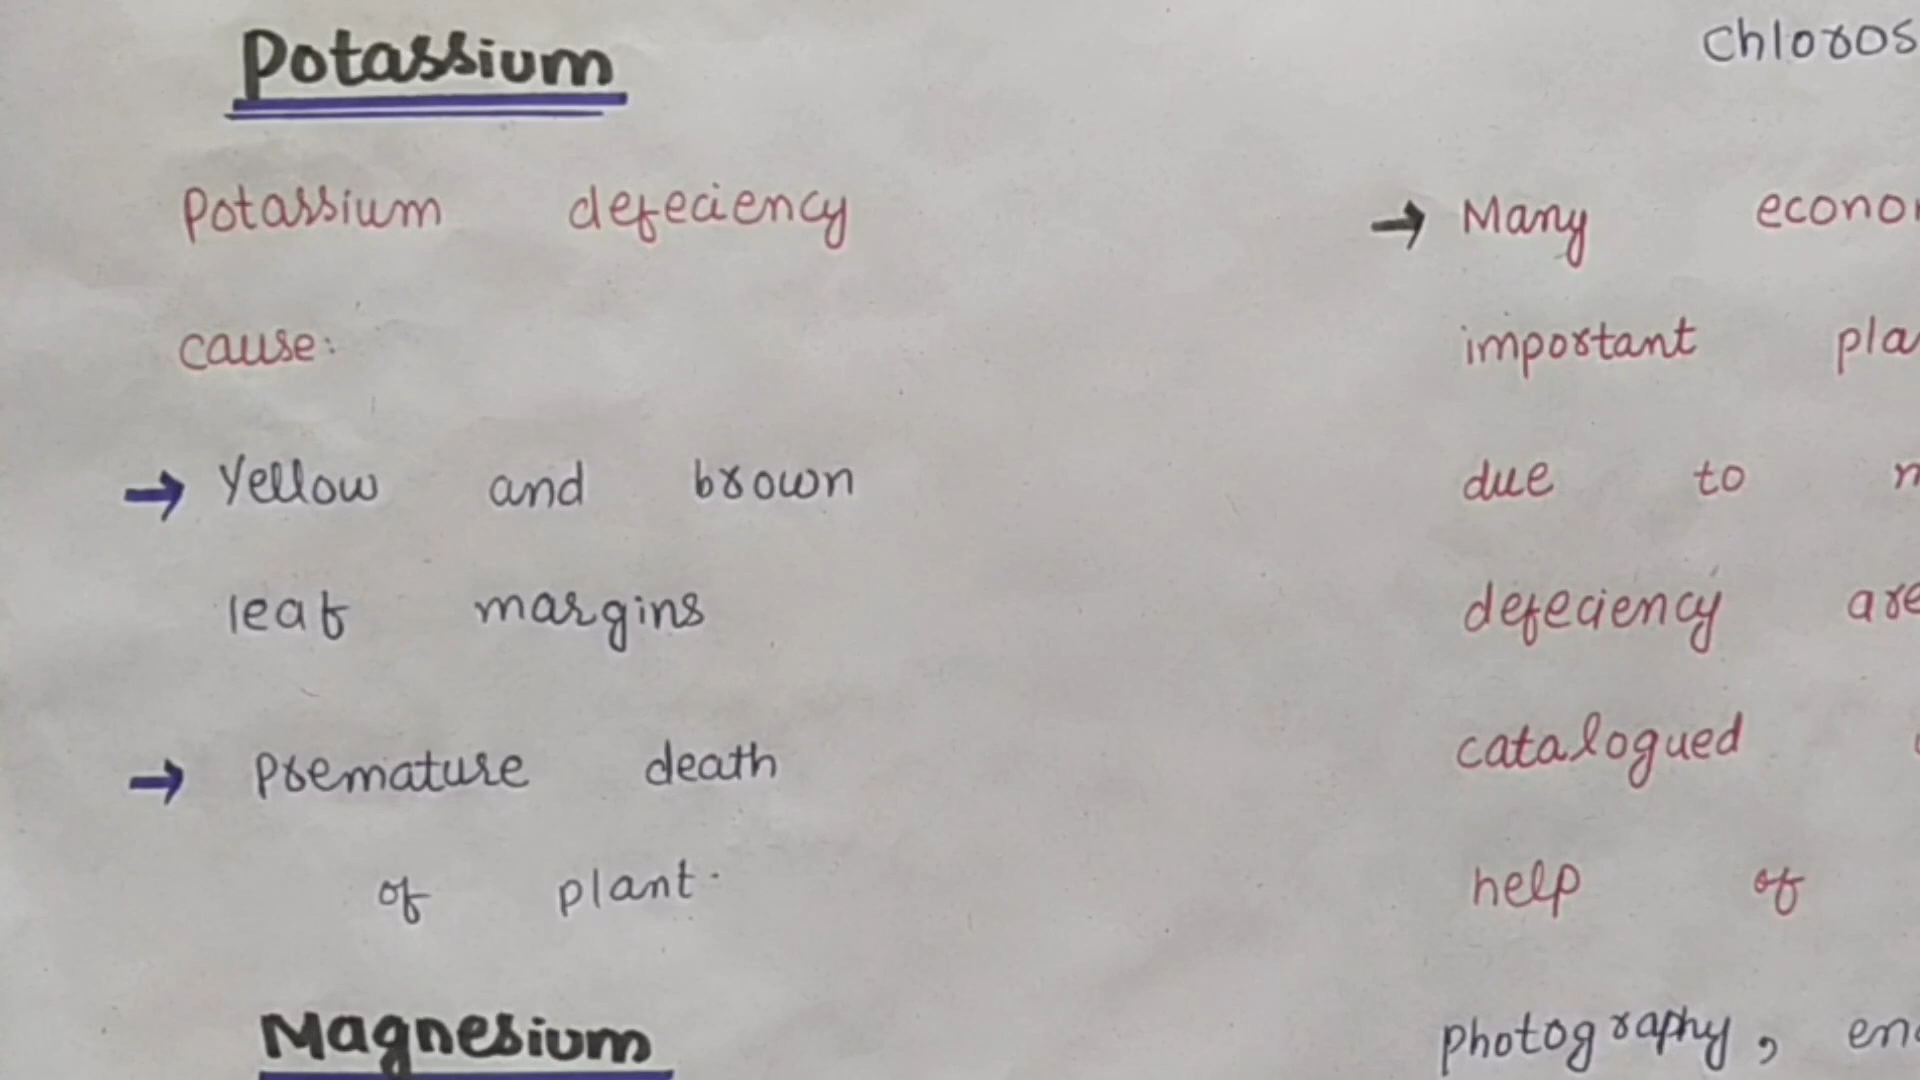 Potassium
Potassium defeciency
cause:
→ Yellow and brown
leaf margins
→ Premature death
of plant.
Magnesium
→ Many
important
due to
defeciency are
catalogued
help of
photography,